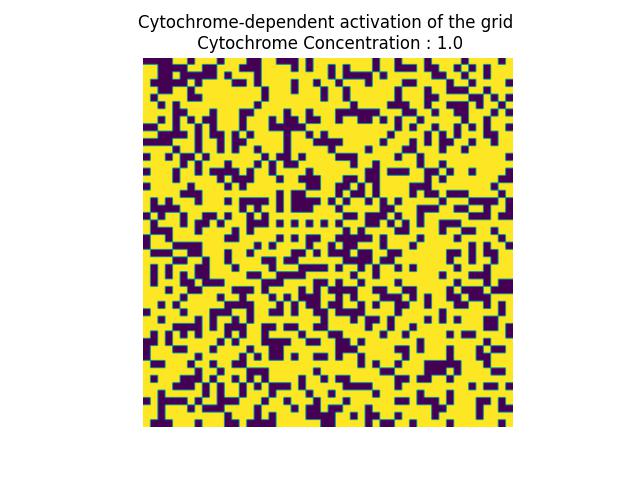 Cytochrome-dependent activation of the grid
Cytochrome Concentration : 1.0